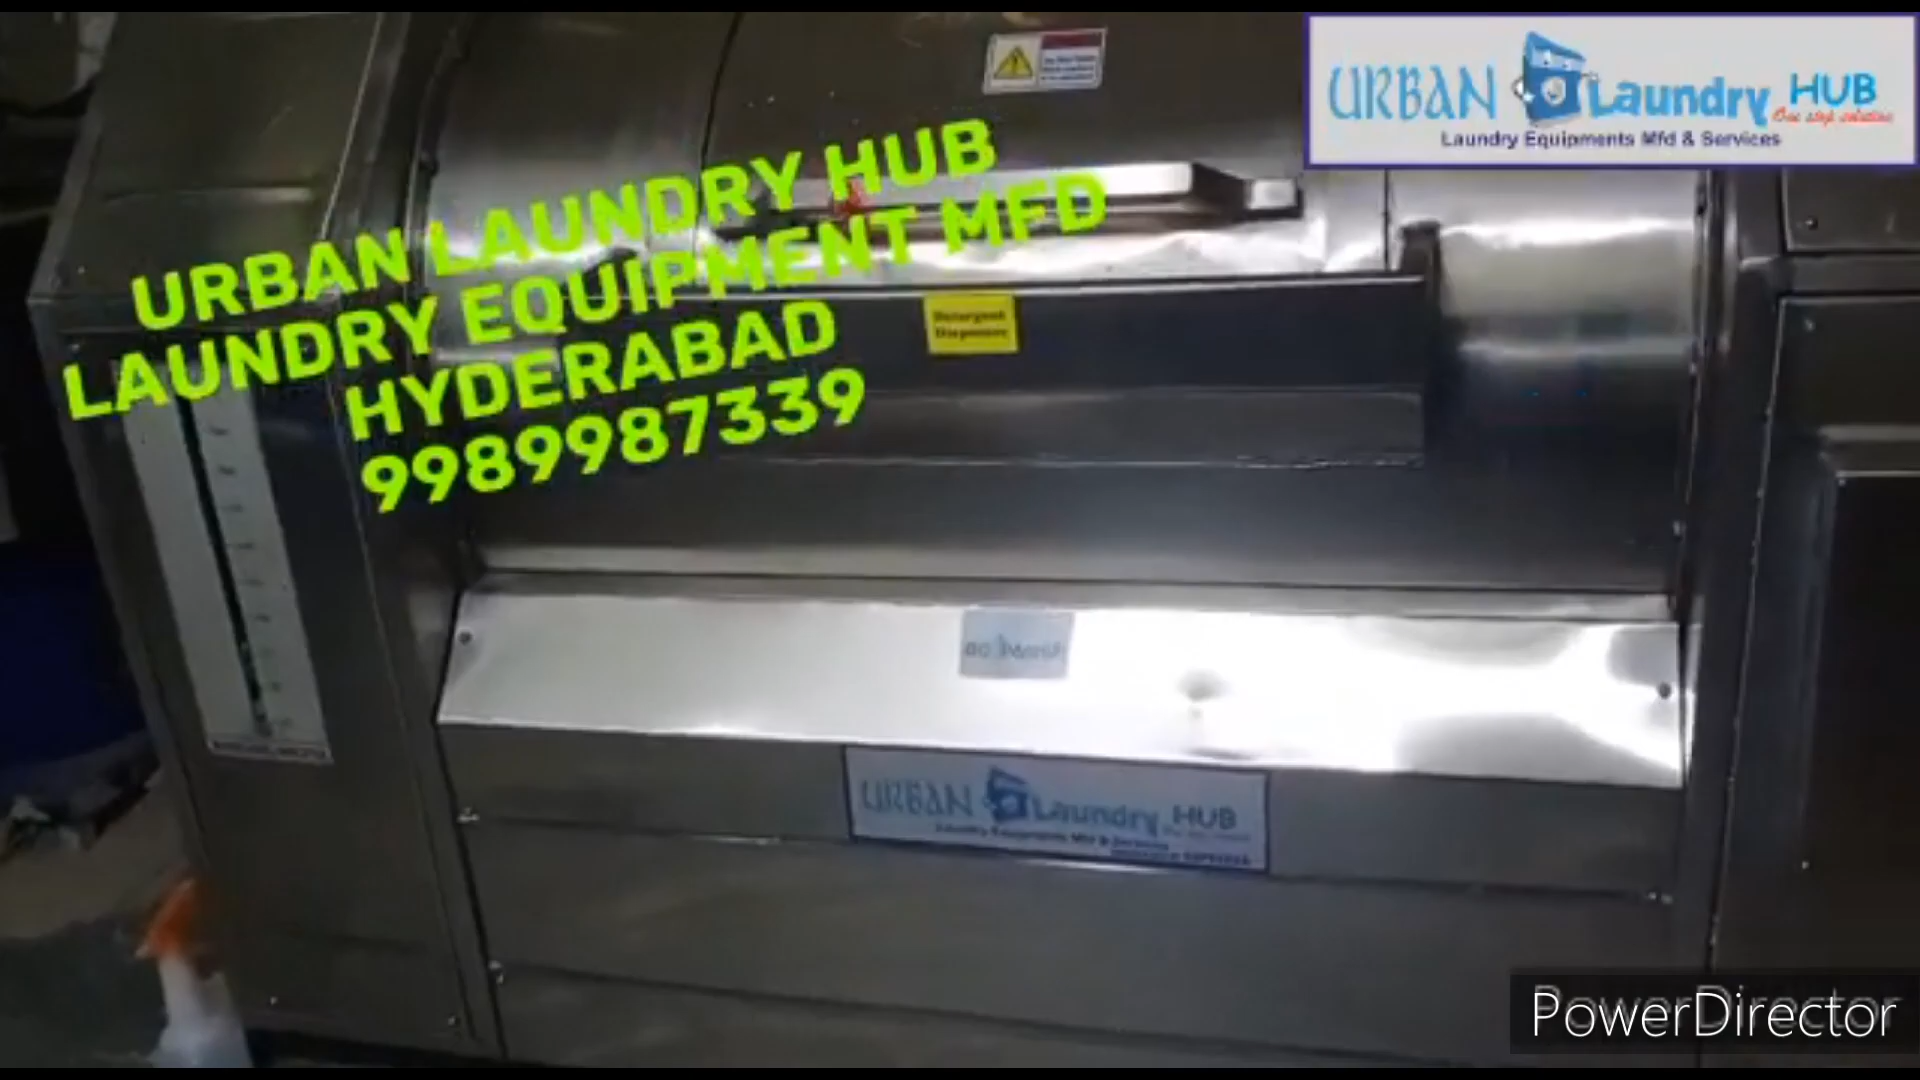 URBAN Laundry HUB
One stop solution
Laundry Equipments Mfd & Services
URBAN LAUNDRY HUB
LAUNDRY EQUIPMENT MFD
HYDERABAD
9989987339
Detergent
Dispenser
URBAN Laundry HUB
Laundry Equipments Mfd & Services
PowerDirector